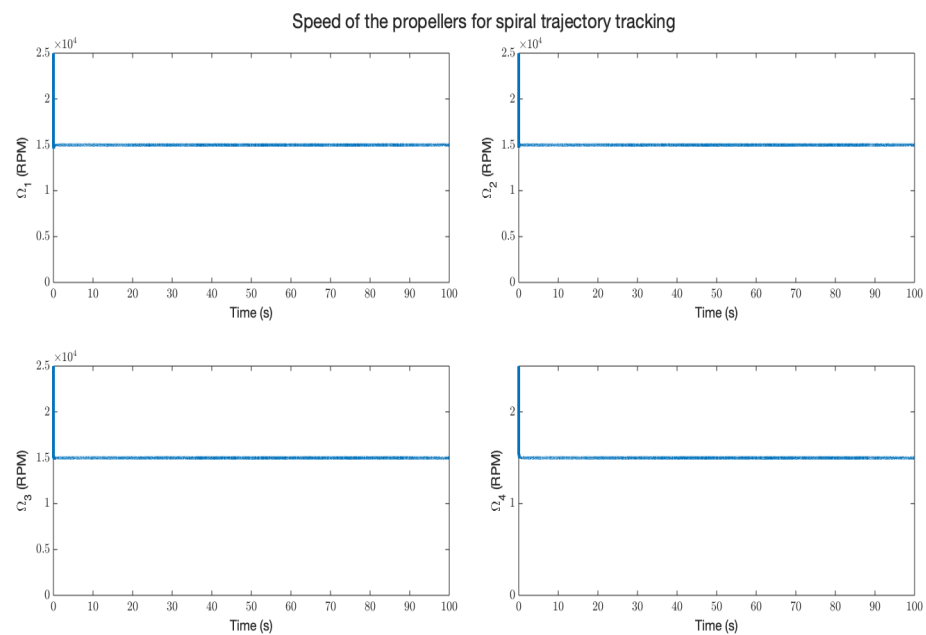 Speed of the propellers for spiral trajectory tracking
×10⁴
2.5
2
1.5
1
0.5
0
Ω₁ (RPM)
0 10 20 30 40 50 60 70 80 90 100
Time (s)
×10⁴
2.5
2
1.5
1
0.5
0
Ω₂ (RPM)
0 10 20 30 40 50 60 70 80 90 100
Time (s)
×10⁴
2.5
2
1.5
1
0.5
0
Ω₃ (RPM)
0 10 20 30 40 50 60 70 80 90 100
Time (s)
2
1
Ω₄ (RPM)
0 10 20 30 40 50 60 70 80 90 100
Time (s)